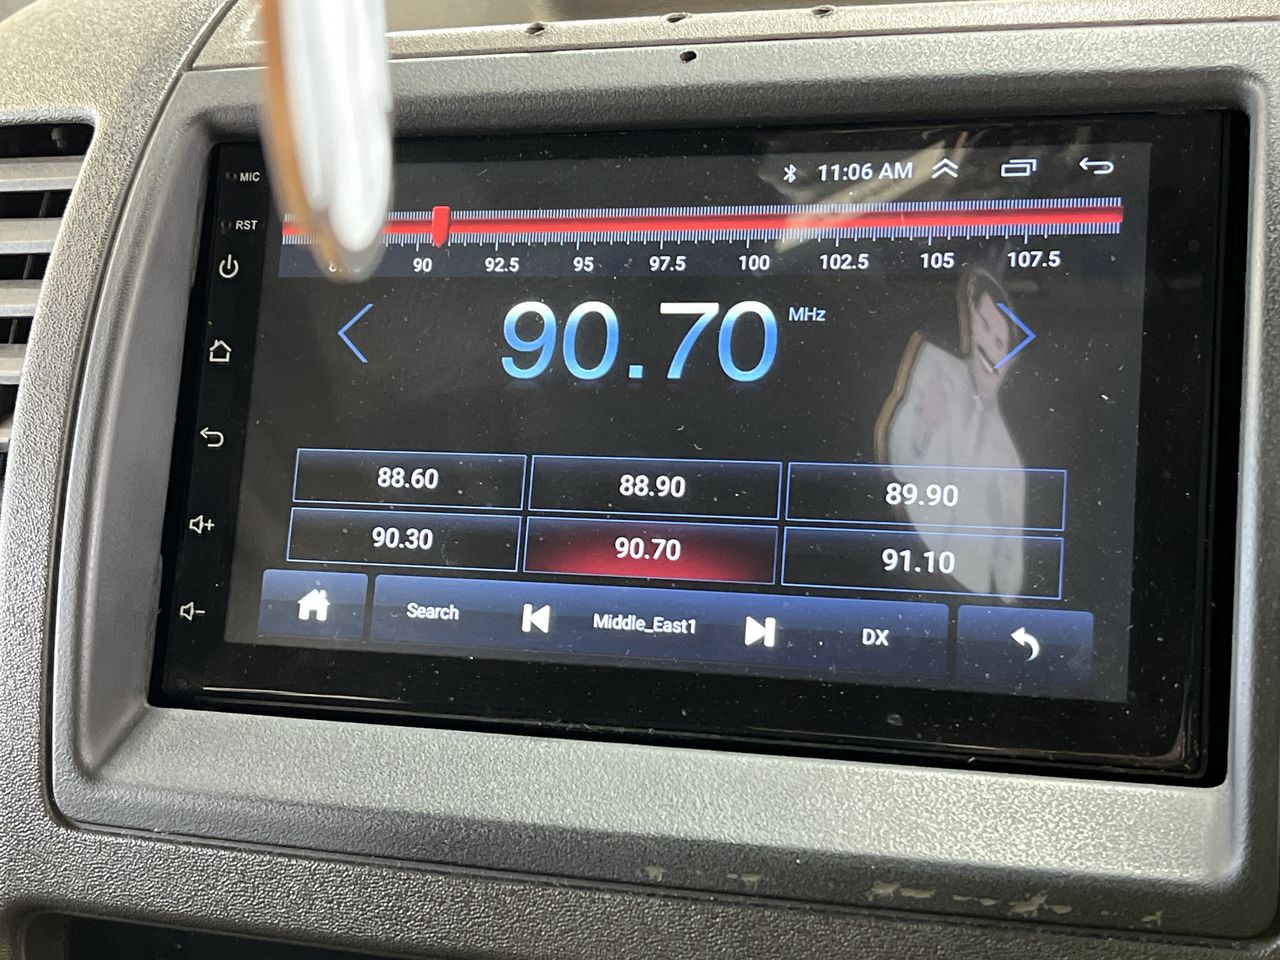 MIC
11:06 AM
RST
90 92.5 95 97.5 100 102.5 105 107.5
90.70 MHz
88.60 88.90 89.90
90.30 90.70 91.10
Search Middle_East1 DX